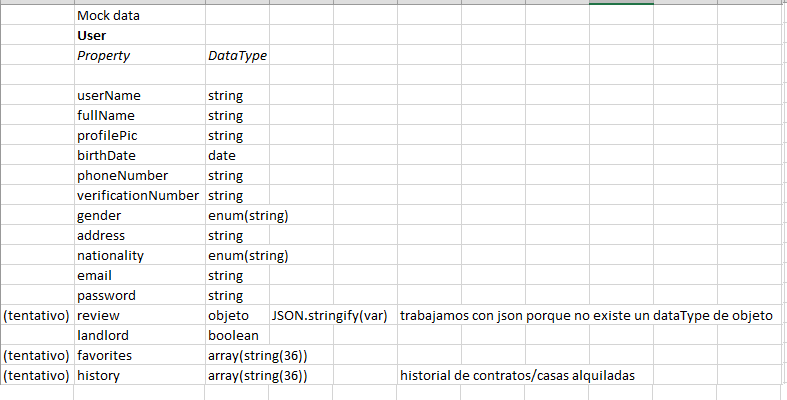 Mock data
User
Property DataType
userName string
fullName string
profilePic string
birthDate date
phoneNumber string
verificationNumber string
gender enum(string)
address string
nationality enum(string)
email string
password string
(tentativo) review objeto JSON.stringify(var) trabajamos con json porque no existe un dataType de objeto
landlord boolean
(tentativo) favorites array(string(36))
(tentativo) history array(string(36)) historial de contratos/casas alquiladas